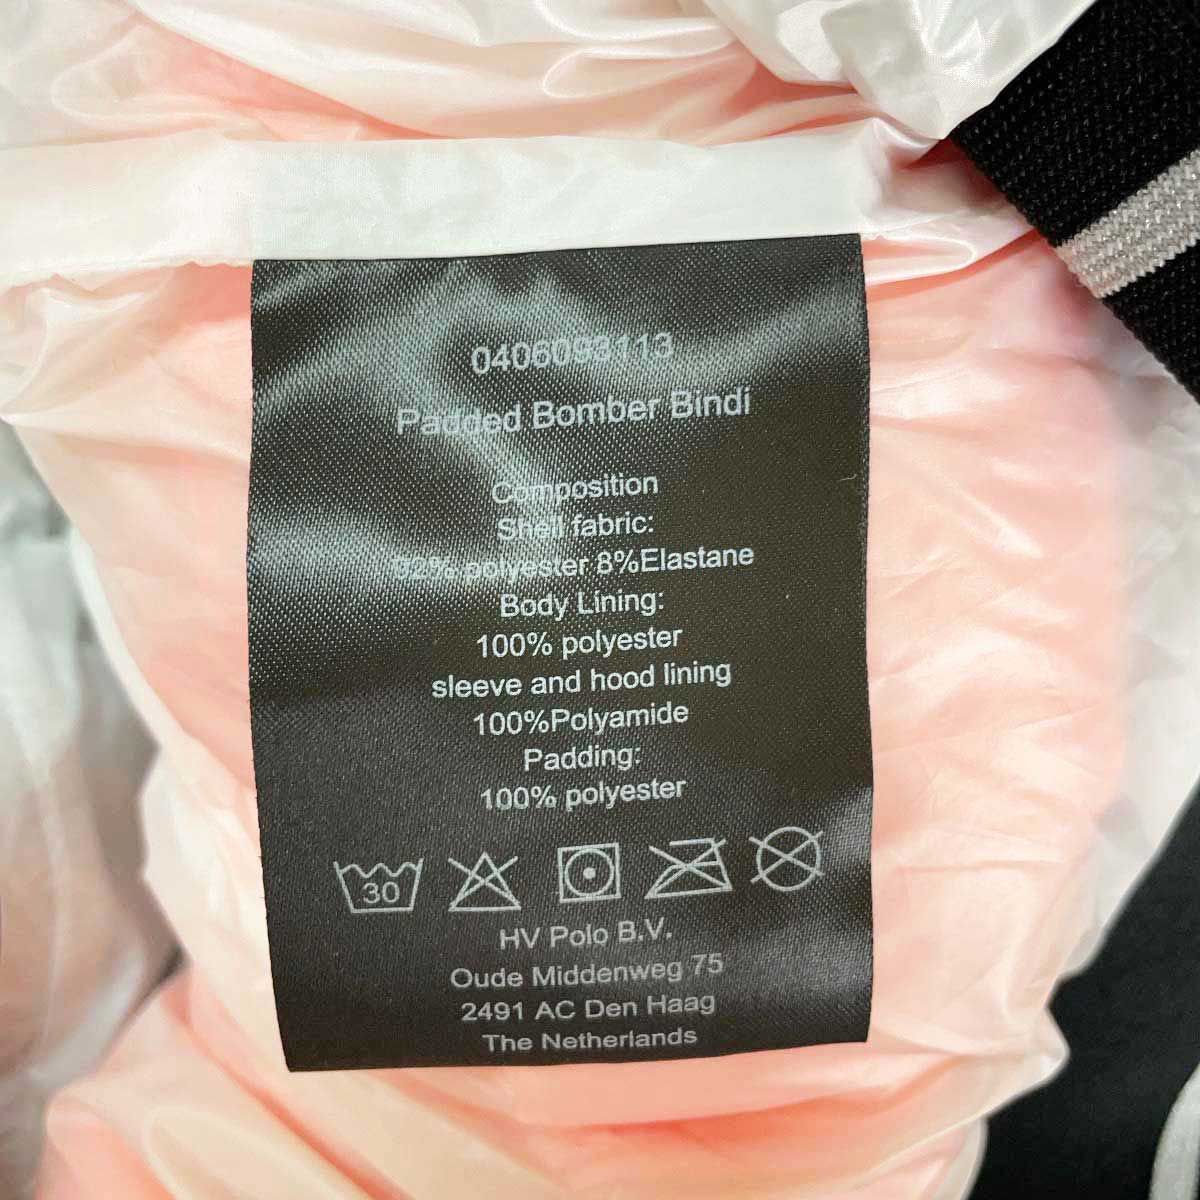 0406093113
Padded Bomber Bindi
Composition
Shell fabric:
92% polyester 8%Elastane
Body Lining:
100% polyester
sleeve and hood lining
100%Polyamide
Padding:
100% polyester
30
HV Polo B.V.
Oude Middenweg 75
2491 AC Den Haag
The Netherlands